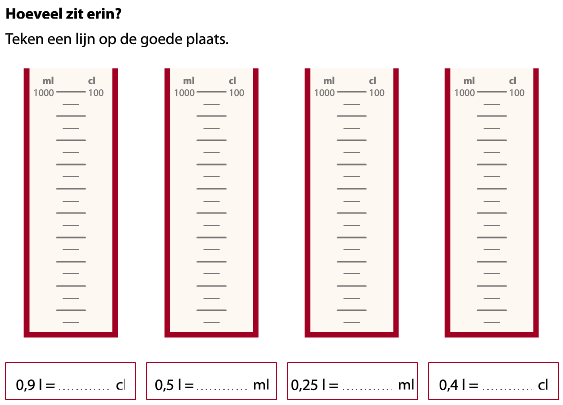 Hoeveel zit erin?
Teken een lijn op de goede plaats.
ml cl ml cl ml cl ml cl
1000 100 1000 100 1000 100 1000 100
0,9 l = ............ cl 0,5 l = ............ ml 0,25 l = ............ ml 0,4 l = ............ cl